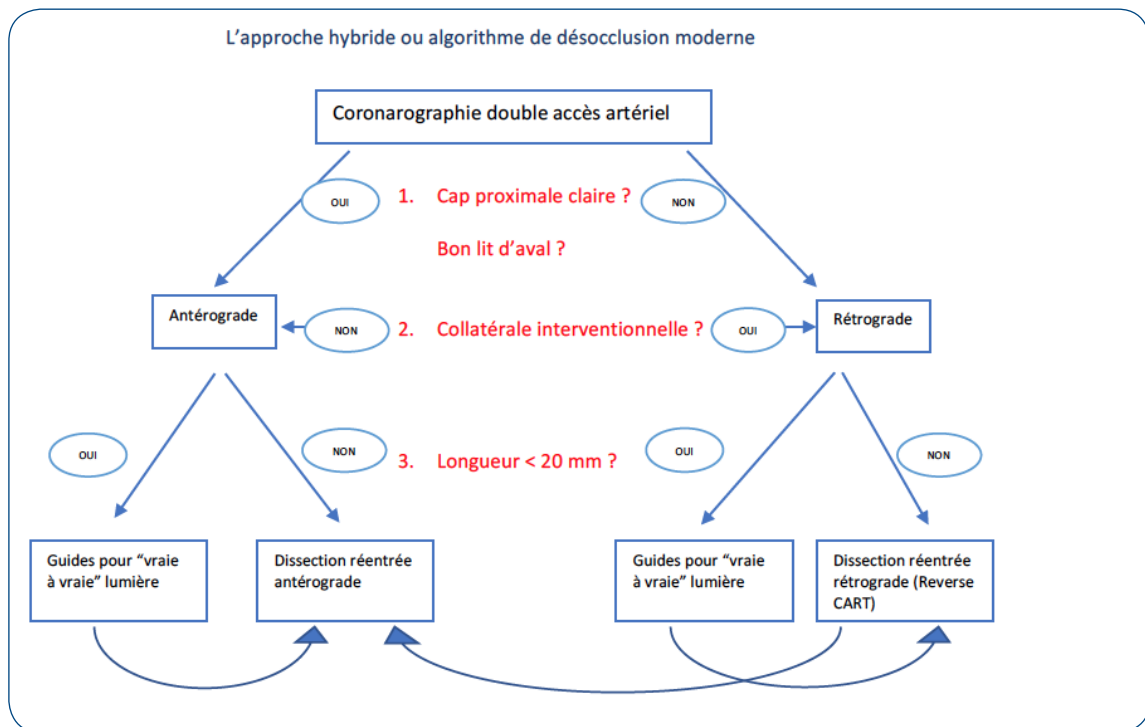 L'approche hybride ou algorithme de désocclusion moderne
Coronarographie double accès artériel
OUI
1. Cap proximale claire ?
NON
Bon lit d'aval ?
Antérograde
NON
2. Collatérale interventionnelle ?
OUI
Rétrograde
OUI
NON
3. Longueur < 20 mm ?
OUI
NON
Guides pour "vraie
à vraie" lumière
Dissection réentrée
antérograde
Guides pour "vraie
à vraie" lumière
Dissection réentrée
rétrograde (Reverse
CART)